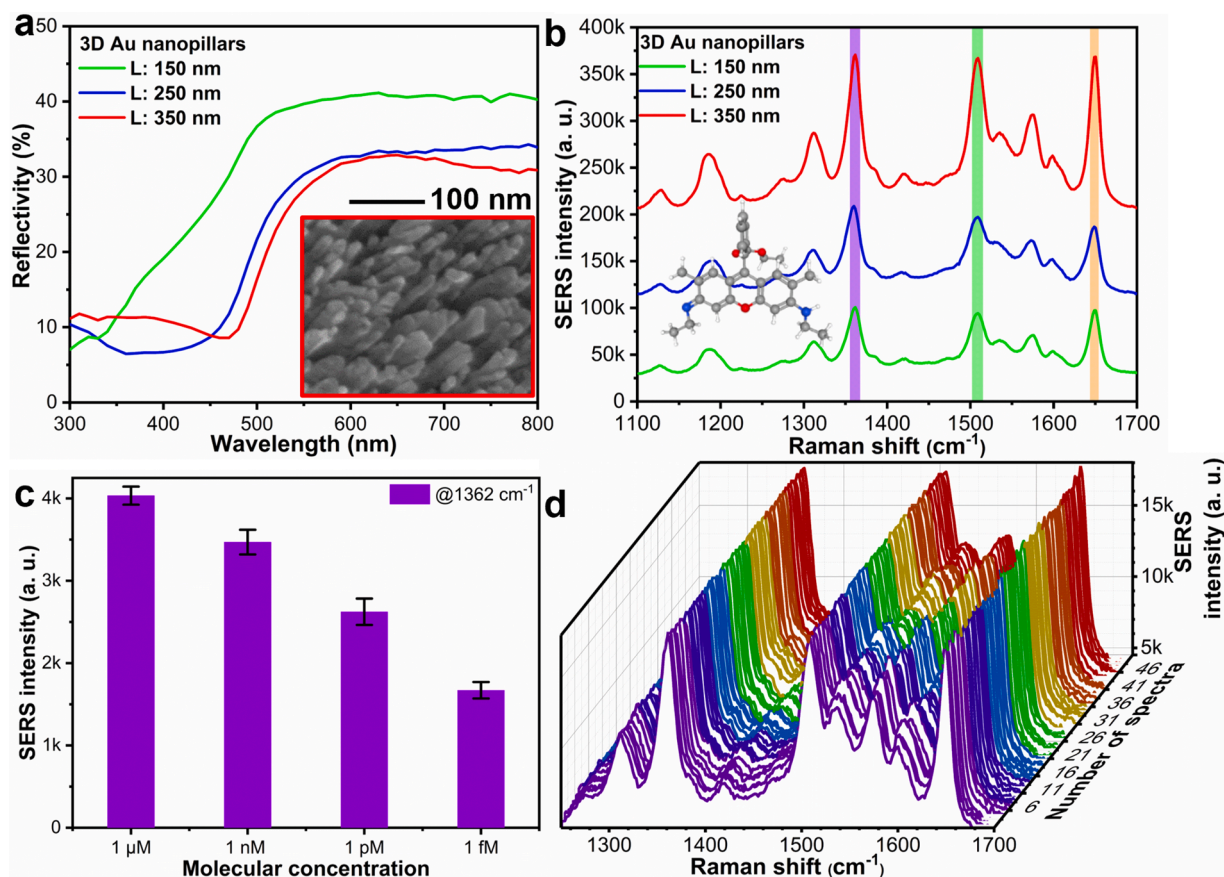 a
50
40
30
20
10
0
Reflectivity (%)
3D Au nanopillars
L: 150 nm
L: 250 nm
L: 350 nm
100 nm
300 400 500 600 700 800
Wavelength (nm)
b
400k
350k
300k
250k
200k
150k
100k
50k
0
SERS intensity (a. u.)
3D Au nanopillars
L: 150 nm
L: 250 nm
L: 350 nm
1100 1200 1300 1400 1500 1600 1700
Raman shift (cm⁻¹)
c
4k
3k
2k
1k
0
SERS intensity (a. u.)
@1362 cm⁻¹
1 µM 1 nM 1 pM 1 fM
Molecular concentration
d
15k
10k
5k
SERS
intensity (a. u.)
46
41
36
31
26
21
16
11
6
Number of spectra
1300 1400 1500 1600 1700
Raman shift (cm⁻¹)